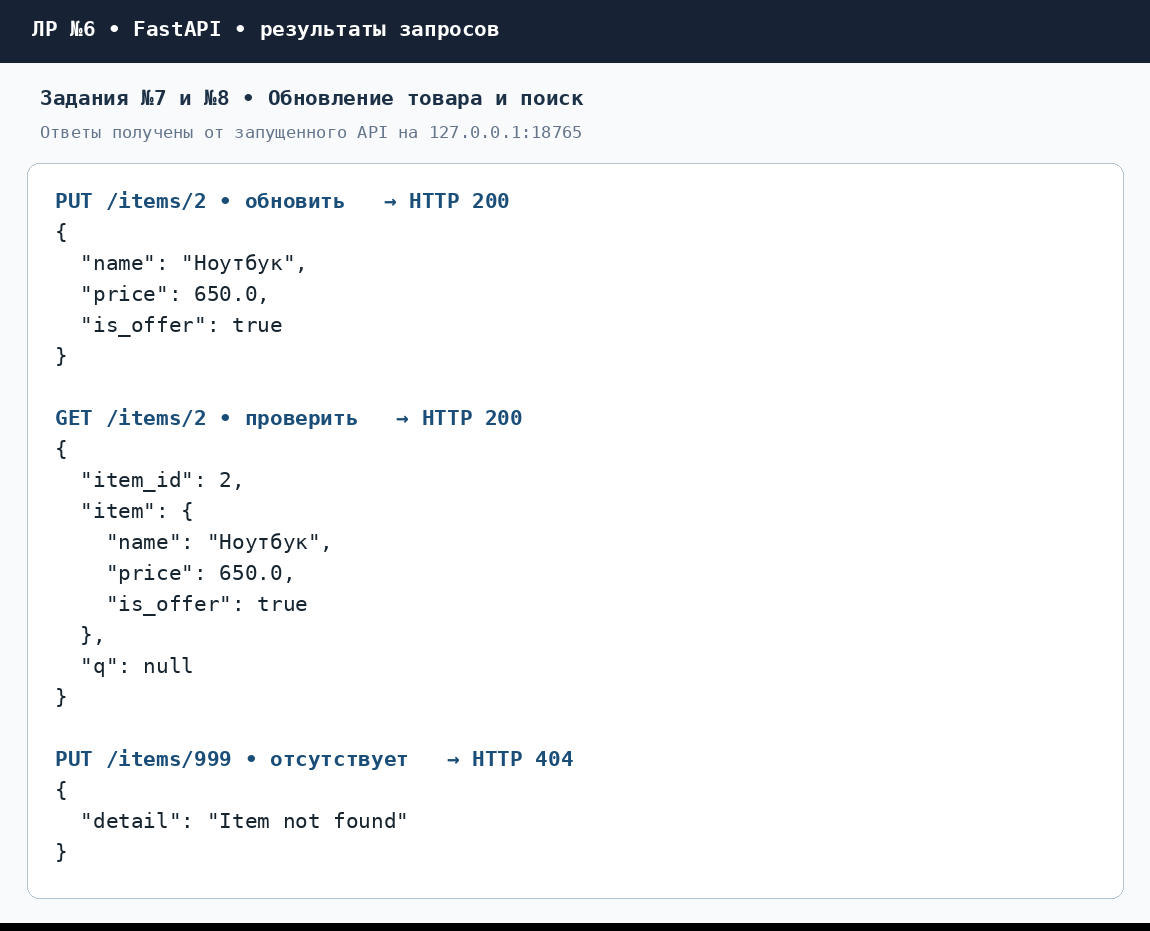 ЛР №6 • FastAPI • результаты запросов
Задания №7 и №8 • Обновление товара и поиск
Ответы получены от запущенного API на 127.0.0.1:18765
PUT /items/2 • обновить → HTTP 200
{
  "name": "Ноутбук",
  "price": 650.0,
  "is_offer": true
}
GET /items/2 • проверить → HTTP 200
{
  "item_id": 2,
  "item": {
    "name": "Ноутбук",
    "price": 650.0,
    "is_offer": true
  },
  "q": null
}
PUT /items/999 • отсутствует → HTTP 404
{
  "detail": "Item not found"
}